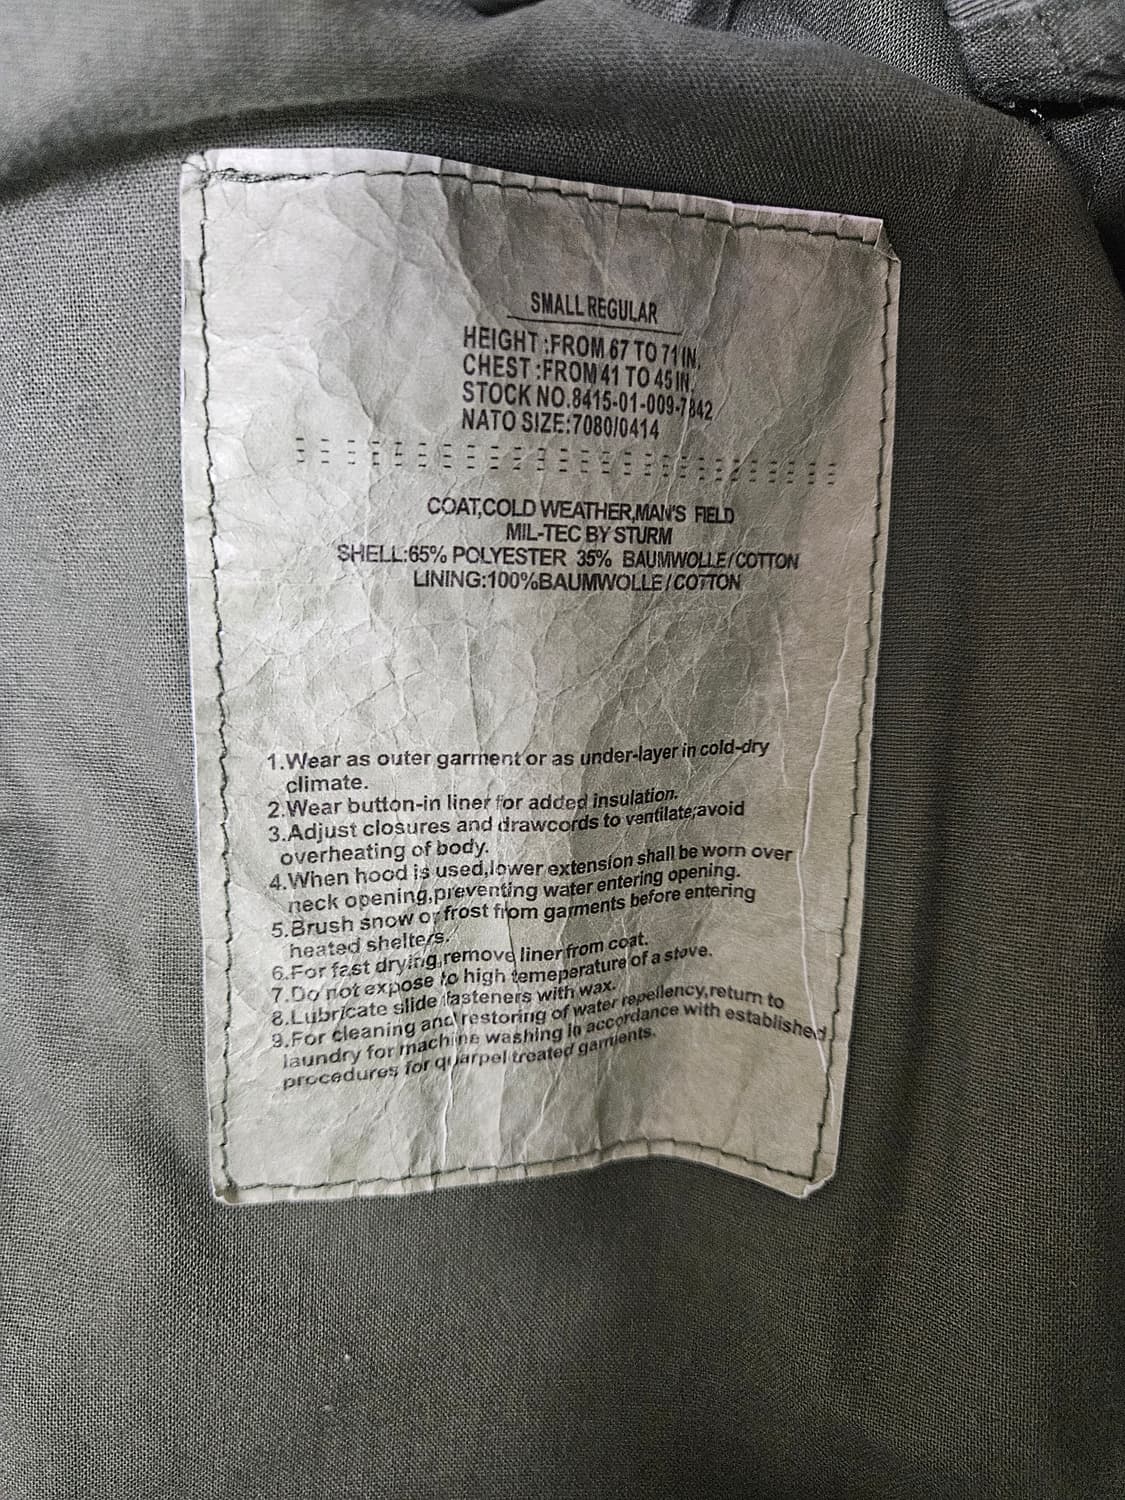 SMALL REGULAR
HEIGHT :FROM 67 TO 71 IN.
CHEST :FROM 41 TO 45 IN.
STOCK NO.8415-01-009-7842
NATO SIZE:7080/0414
COAT,COLD WEATHER,MAN'S FIELD
MIL-TEC BY STURM
SHELL:65% POLYESTER 35% BAUMWOLLE/COTTON
LINING:100%BAUMWOLLE/COTTON
1.Wear as outer garment or as under-layer in cold-dry
climate.
2.Wear button-in liner for added insulation.
3.Adjust closures and drawcords to ventilate;avoid
overheating of body.
4.When hood is used,lower extension shall be worn over
neck opening,preventing water entering opening.
5.Brush snow or frost from garments before entering
heated shelters.
6.For fast drying,remove liner from coat.
7.Do not expose to high temeperature of a stove.
8.Lubricate slide fasteners with wax.
9.For cleaning and restoring of water repellency,return to
laundry for machine washing in accordance with established
procedures for quarpel treated garments.